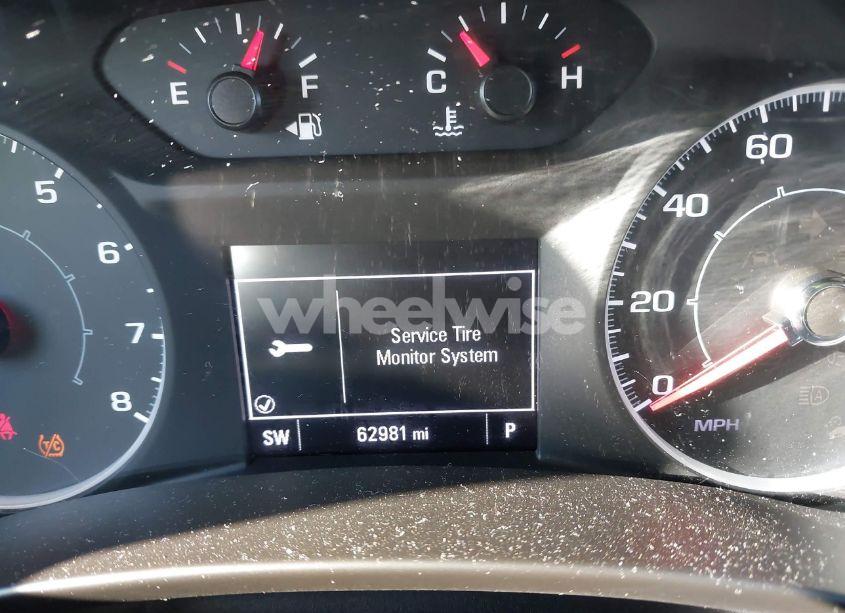 E F
C H
5
6
7
8
60
40
20
0
MPH
wheelwise
Service Tire
Monitor System
SW 62981 mi P
T/C
A